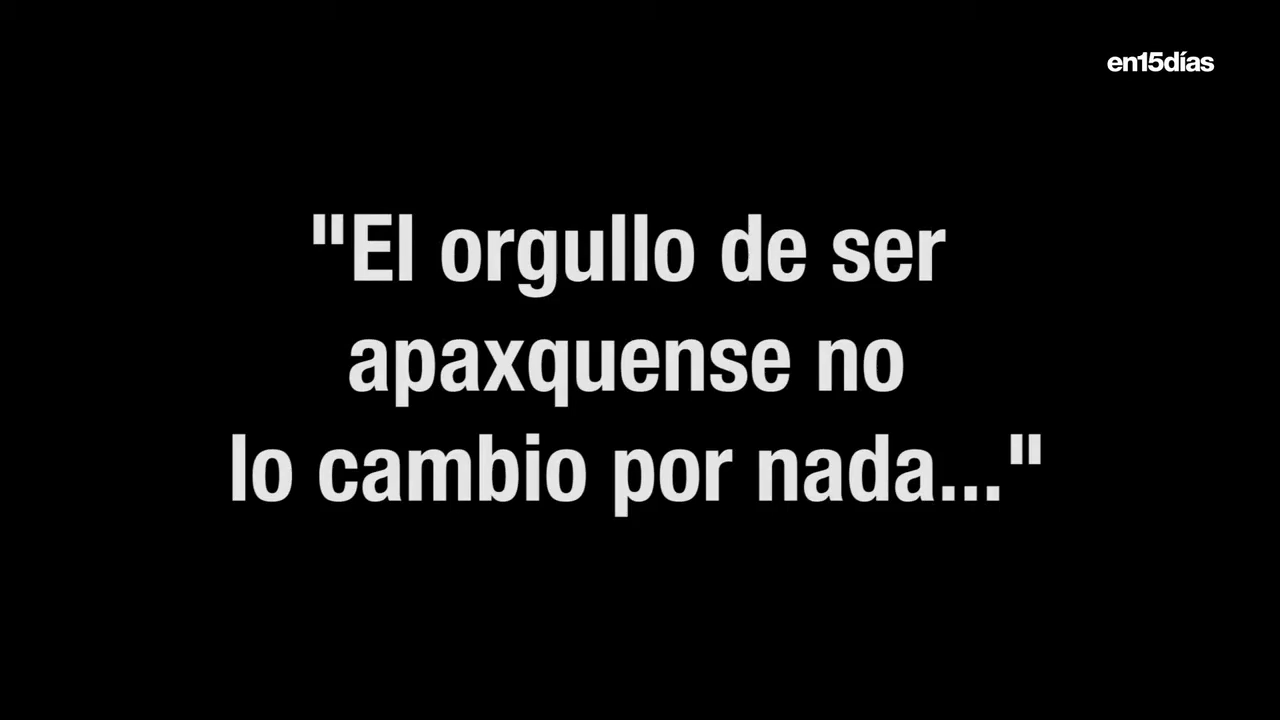 en15días
"El orgullo de ser
apaxquense no
lo cambio por nada..."